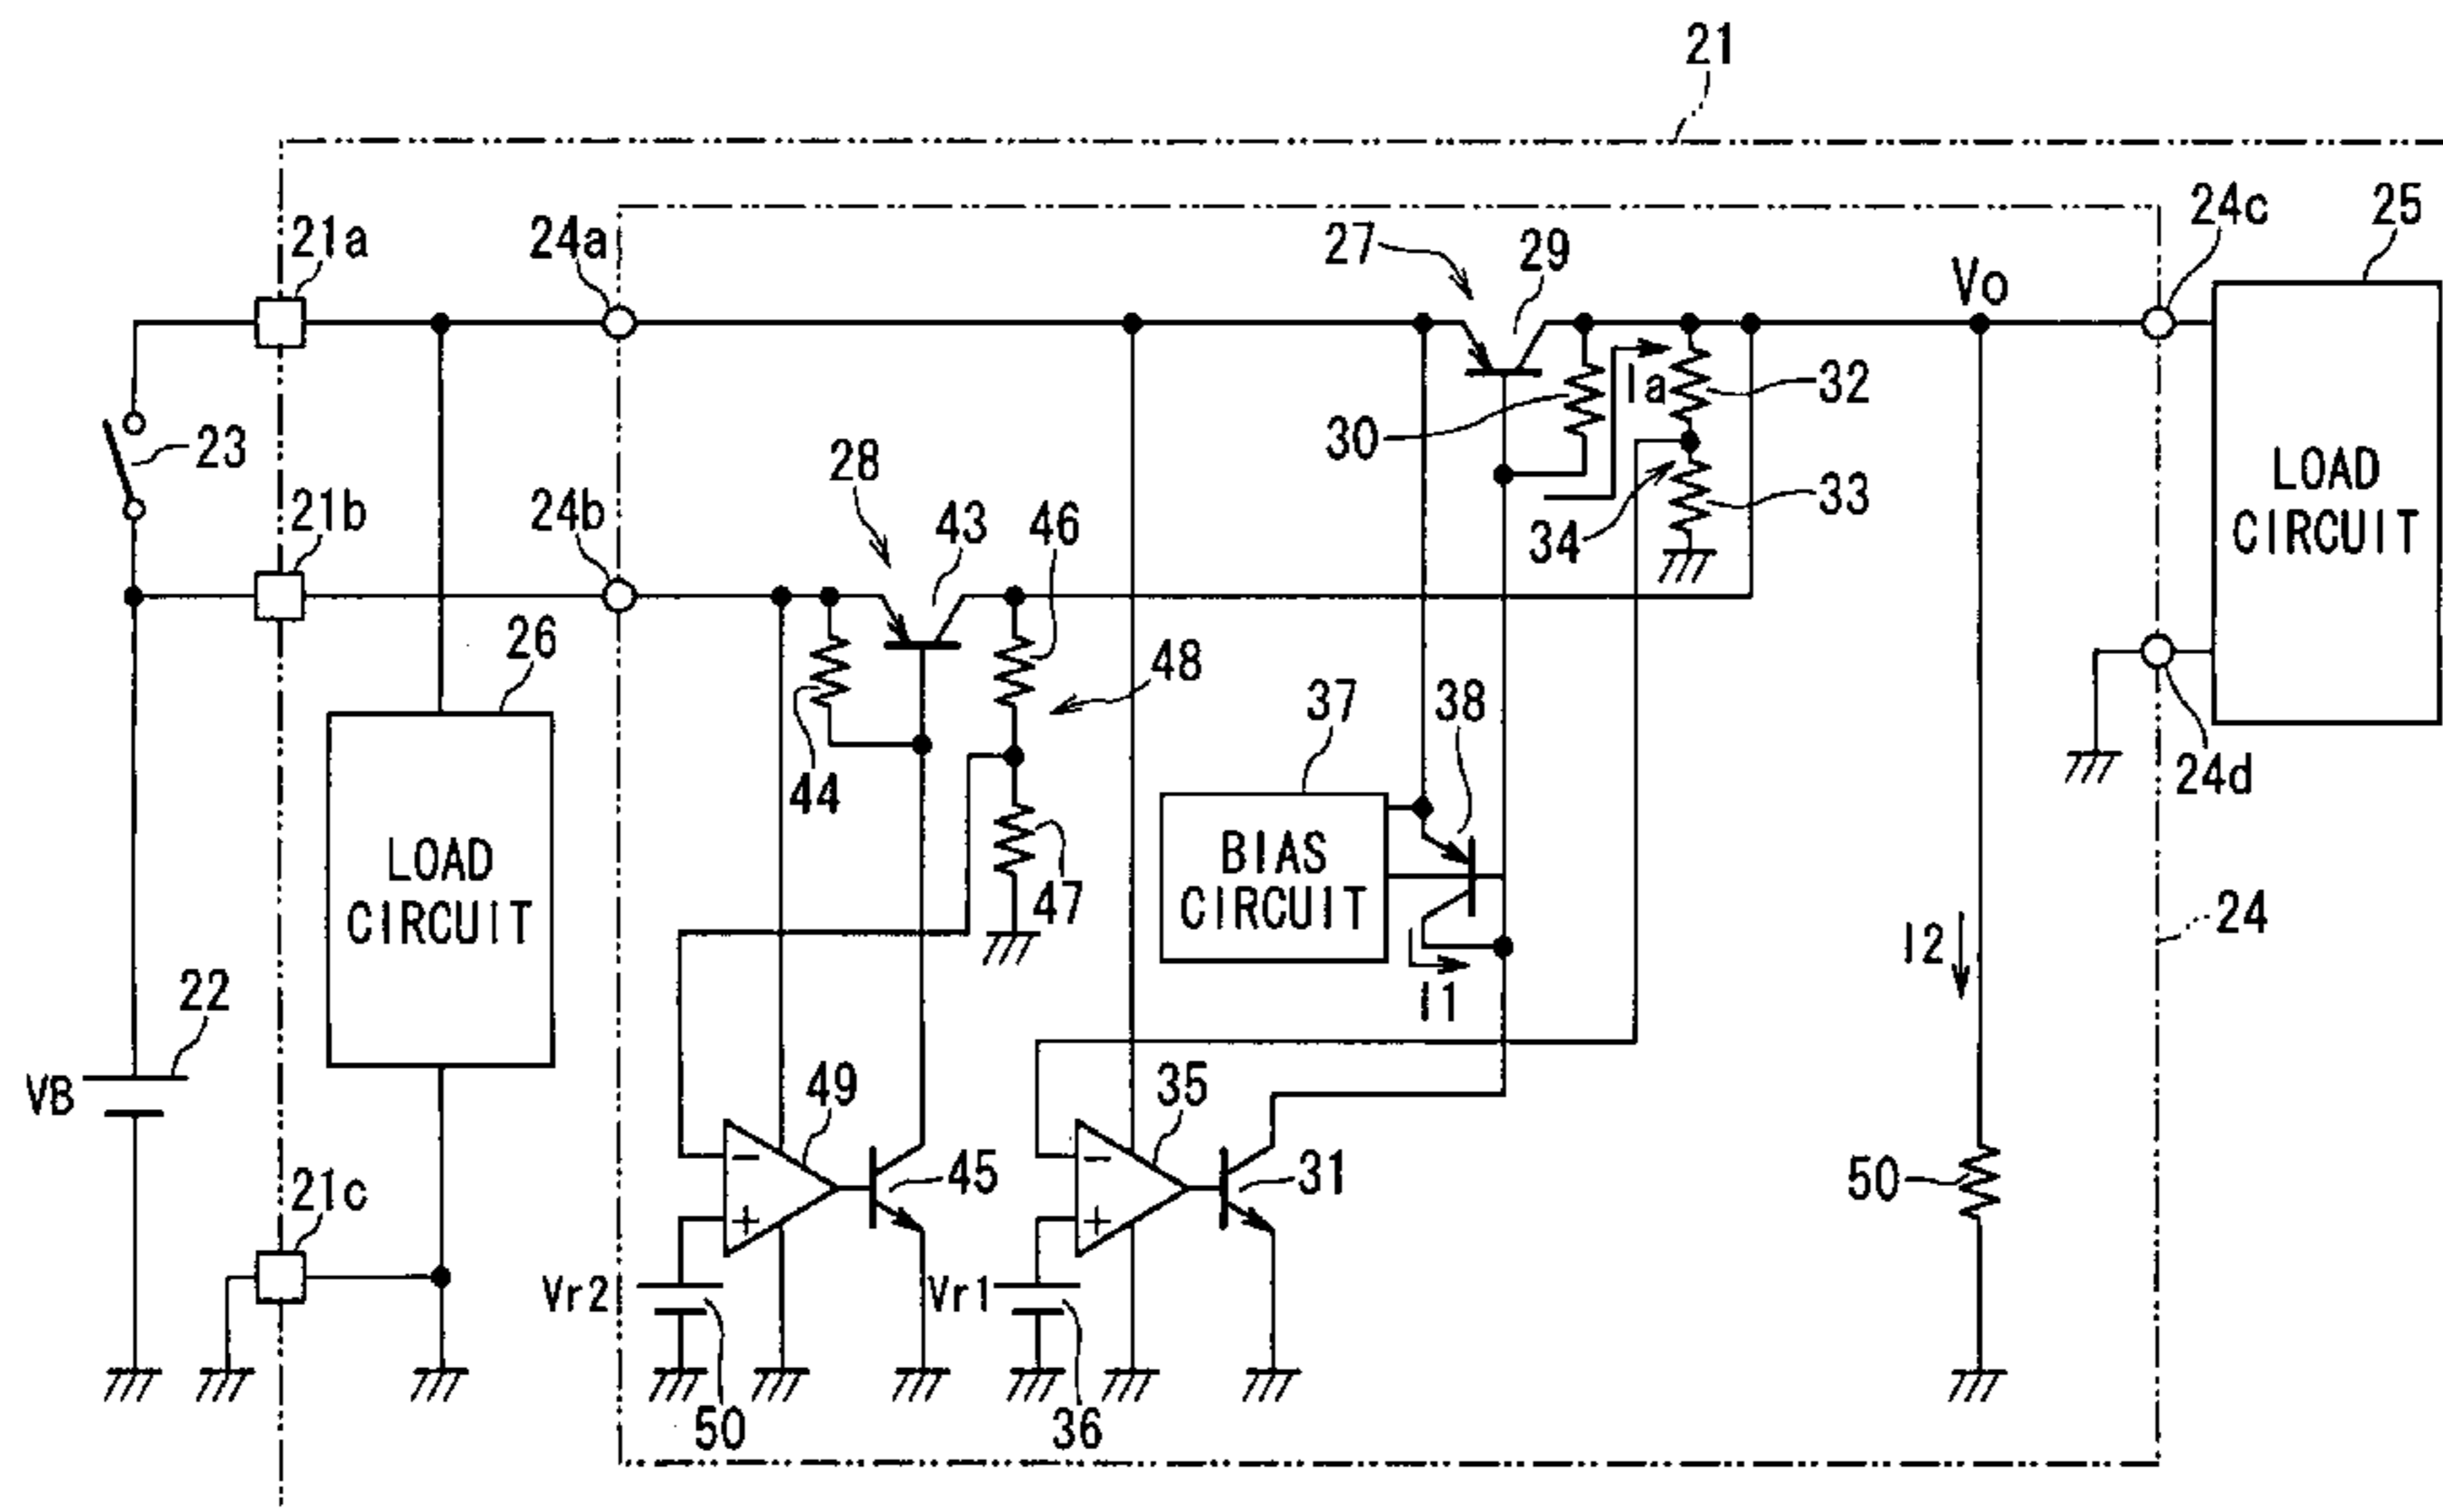 21
21a
24a
27
29
24c
25
Vo
23
30
Ia
32
28
LOAD
CIRCUIT
21b
24b
43
46
34
33
26
48
37
38
24d
44
LOAD
CIRCUIT
47
BIAS
CIRCUIT
I2
24
22
I1
VB
49
35
21c
45
31
50
+
−
+
−
Vr2
Vr1
50
36